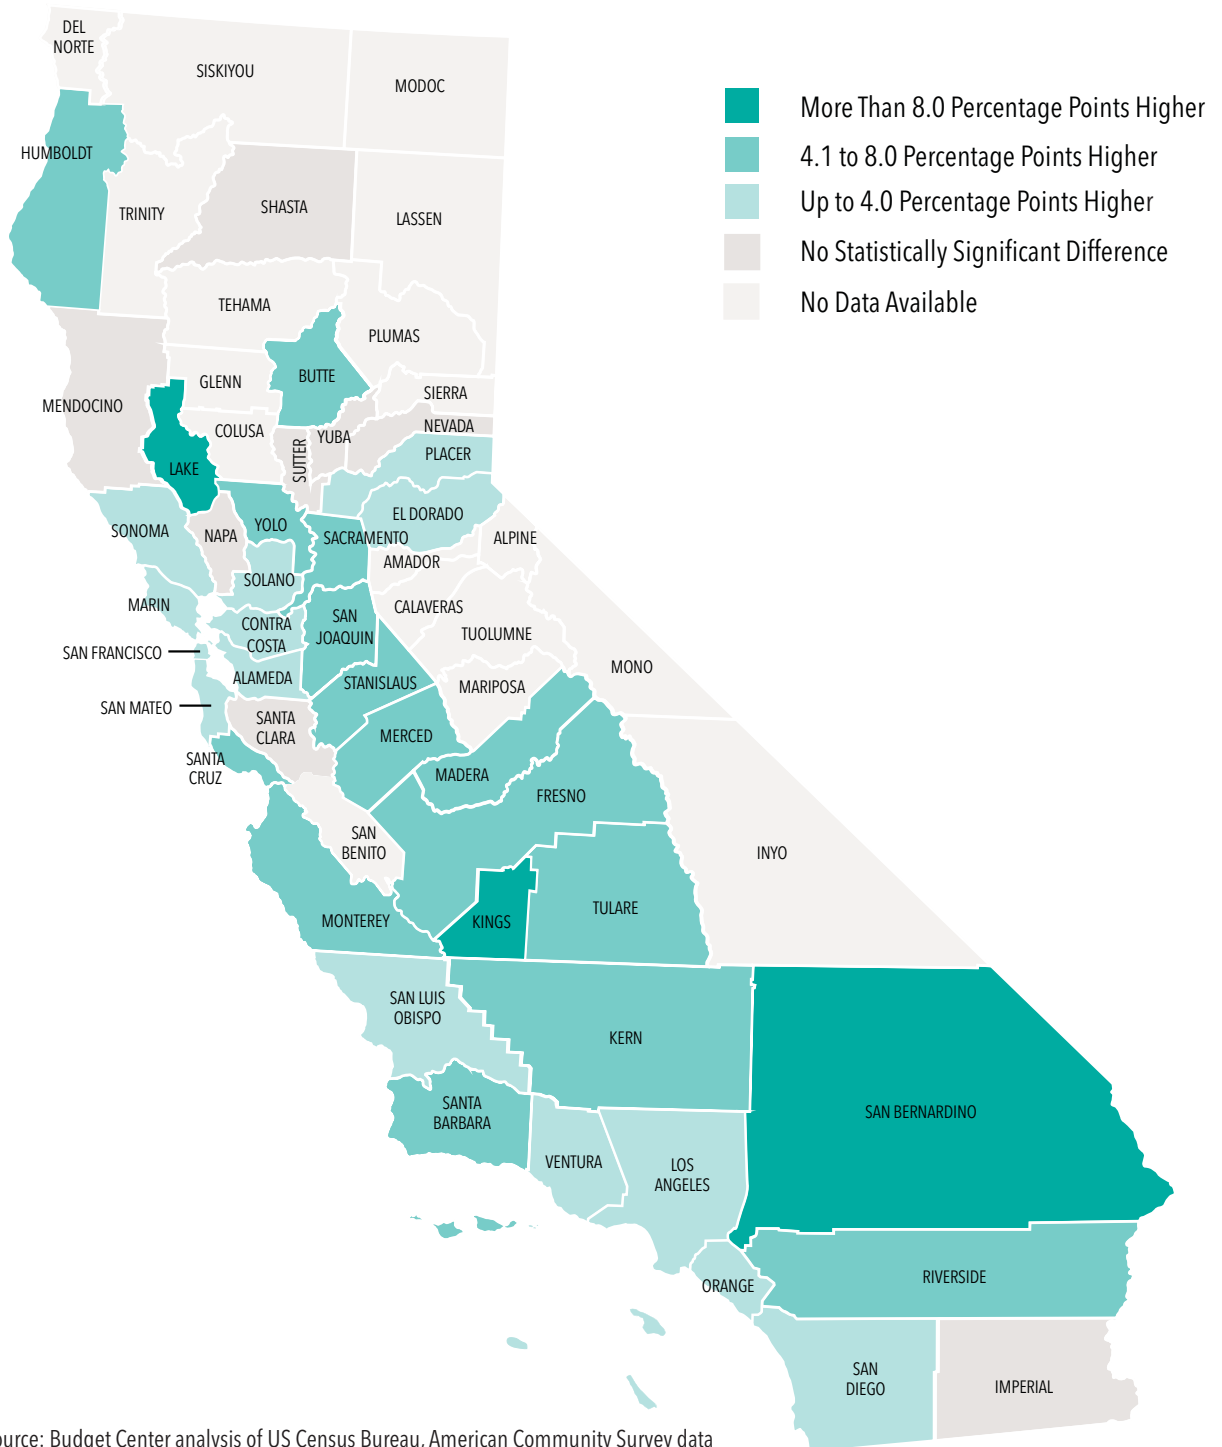 DEL
NORTE
SISKIYOU
MODOC
More Than 8.0 Percentage Points Higher
4.1 to 8.0 Percentage Points Higher
Up to 4.0 Percentage Points Higher
No Statistically Significant Difference
No Data Available
HUMBOLDT
TRINITY
SHASTA
LASSEN
TEHAMA
PLUMAS
BUTTE
GLENN
SIERRA
MENDOCINO
COLUSA
NEVADA
YUBA
SUTTER
PLACER
LAKE
EL DORADO
SONOMA
NAPA
YOLO
SACRAMENTO
ALPINE
AMADOR
SOLANO
MARIN
CALAVERAS
CONTRA
COSTA
SAN
JOAQUIN
TUOLUMNE
SAN FRANCISCO
MONO
ALAMEDA
STANISLAUS
MARIPOSA
SAN MATEO
SANTA
CLARA
MERCED
SANTA
CRUZ
MADERA
FRESNO
SAN
BENITO
INYO
MONTEREY
KINGS
TULARE
SAN LUIS
OBISPO
KERN
SANTA
BARBARA
SAN BERNARDINO
VENTURA
LOS
ANGELES
ORANGE
RIVERSIDE
SAN
DIEGO
IMPERIAL
ource: Budget Center analysis of US Census Bureau, American Community Survey data